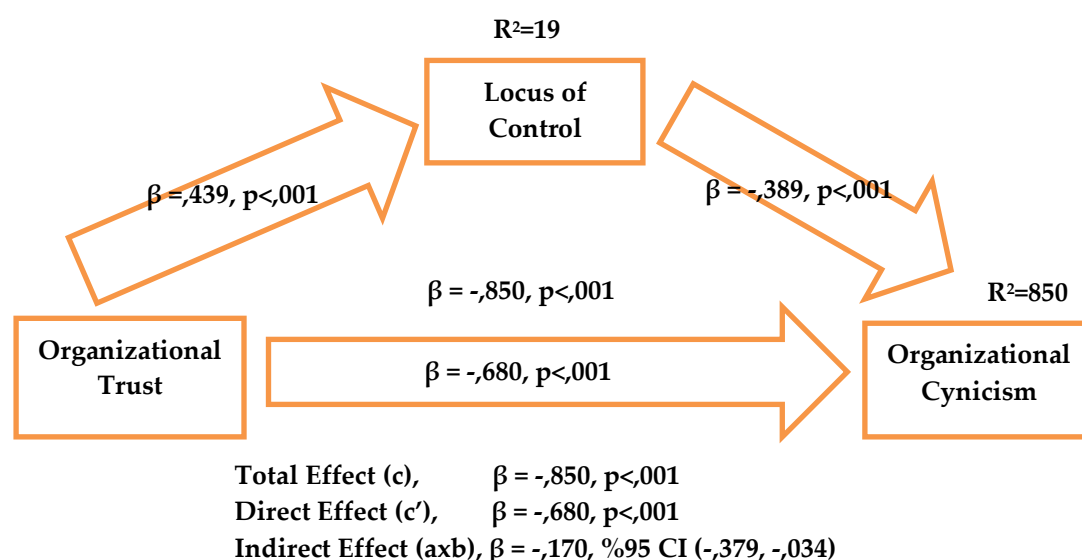 R²=19
Locus of
Control
β =,439, p<,001
β = -,389, p<,001
β = -,850, p<,001
R²=850
Organizational
Trust
β = -,680, p<,001
Organizational
Cynicism
Total Effect (c), β = -,850, p<,001
Direct Effect (c’), β = -,680, p<,001
Indirect Effect (axb), β = -,170, %95 CI (-,379, -,034)